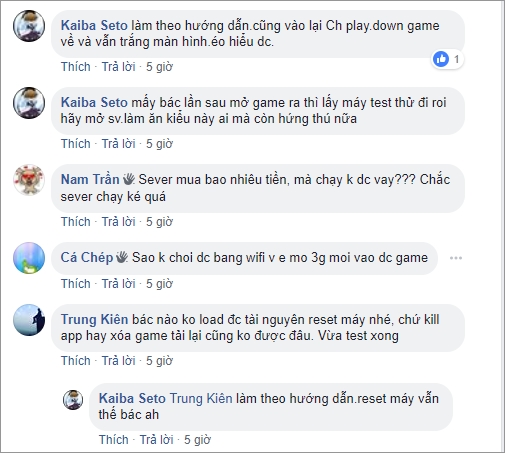 Kaiba Seto làm theo hướng dẫn.cũng vào lại Ch play.down game
về và vẫn trắng màn hình.éo hiểu dc.
1
Thích · Trả lời · 5 giờ
Kaiba Seto mấy bác lần sau mở game ra thì lấy máy test thử đi roi
hãy mở sv.làm ăn kiểu này ai mà còn hứng thú nữa
Thích · Trả lời · 5 giờ
Nam Trần Sever mua bao nhiêu tiền, mà chạy k dc vay??? Chắc
sever chạy ké quá
Thích · Trả lời · 5 giờ
Cá Chép Sao k choi dc bang wifi v e mo 3g moi vao dc game
Thích · Trả lời · 5 giờ
Trung Kiên bác nào ko load đc tài nguyên reset máy nhé, chứ kill
app hay xóa game tải lại cũng ko được đâu. Vừa test xong
Thích · Trả lời · 5 giờ
Kaiba Seto Trung Kiên làm theo hướng dẫn.reset máy vẫn
thế bác ah
Thích · Trả lời · 5 giờ